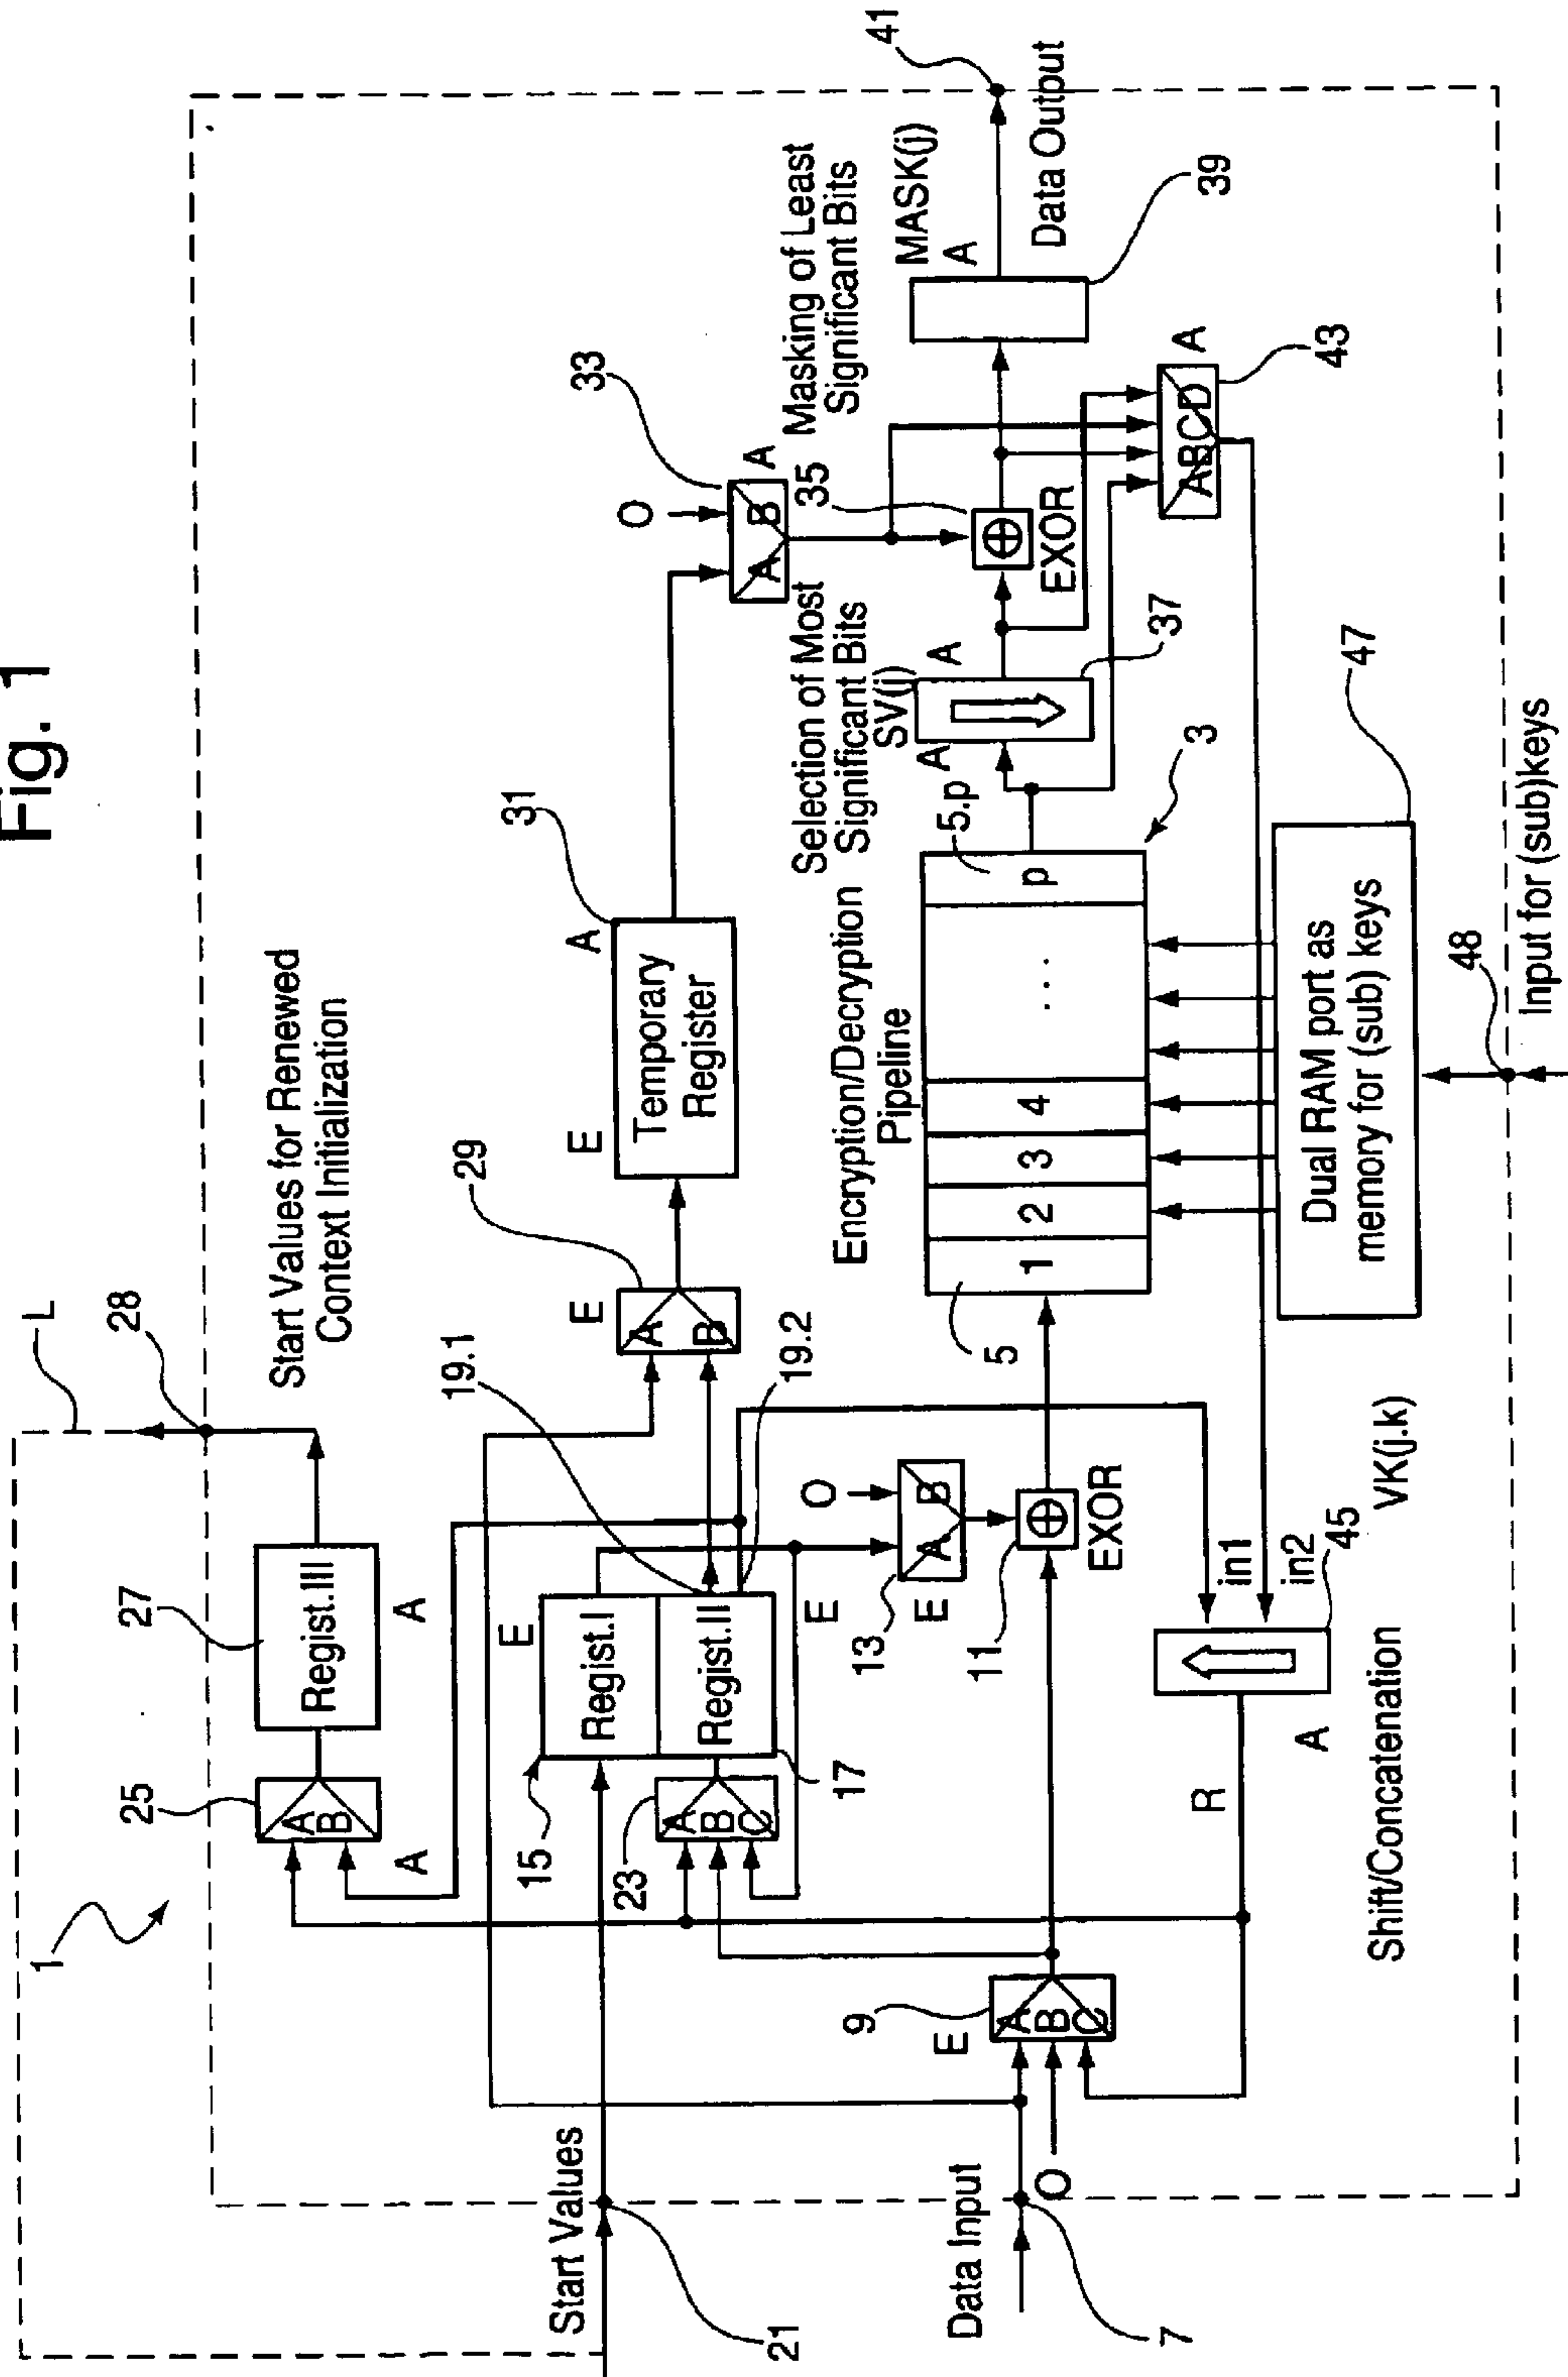 Fig. 1
1
L
28
Start Values for Renewed
Context Initialization
25
A
B
27
Regist.III
A
A
Start Values
21
15
Regist.I
E
23
A
B
C
Regist.II
17
19.1
19.2
E
29
E
A
B
E
Temporary
Register
A
31
33
O
A
B
A
Data Input
7
O
E
9
A
B
C
13
E
O
A
B
11
EXOR
Encryption/Decryption
Pipeline
5
1
2
3
4
...
p
5.p
3
Selection of Most
Significant Bits
SV(j)
A
A
37
35
EXOR
Masking of Least
Significant Bits
MASK(j)
A
39
41
Data Output
A
B
C
D
A
43
Shift/Concatenation
VK(j.k)
R
A
in1
in2
45
Dual RAM port as
memory for (sub) keys
47
48
Input for (sub)keys